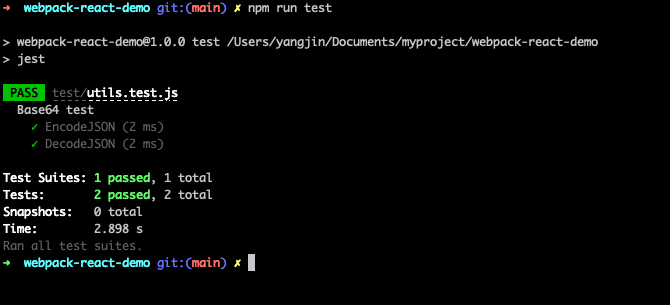 ➜  webpack-react-demo git:(main) ✗ npm run test
> webpack-react-demo@1.0.0 test /Users/yangjin/Documents/myproject/webpack-react-demo
> jest
PASS  test/utils.test.js
Base64 test
✓ EncodeJSON (2 ms)
✓ DecodeJSON (2 ms)
Test Suites: 1 passed, 1 total
Tests:       2 passed, 2 total
Snapshots:   0 total
Time:        2.898 s
Ran all test suites.
➜  webpack-react-demo git:(main) ✗